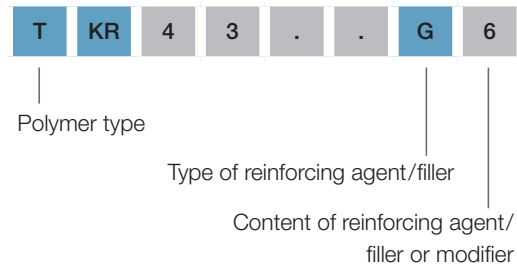 T KR 4 3 . . G 6
Polymer type
Type of reinforcing agent/filler
Content of reinforcing agent/
filler or modifier